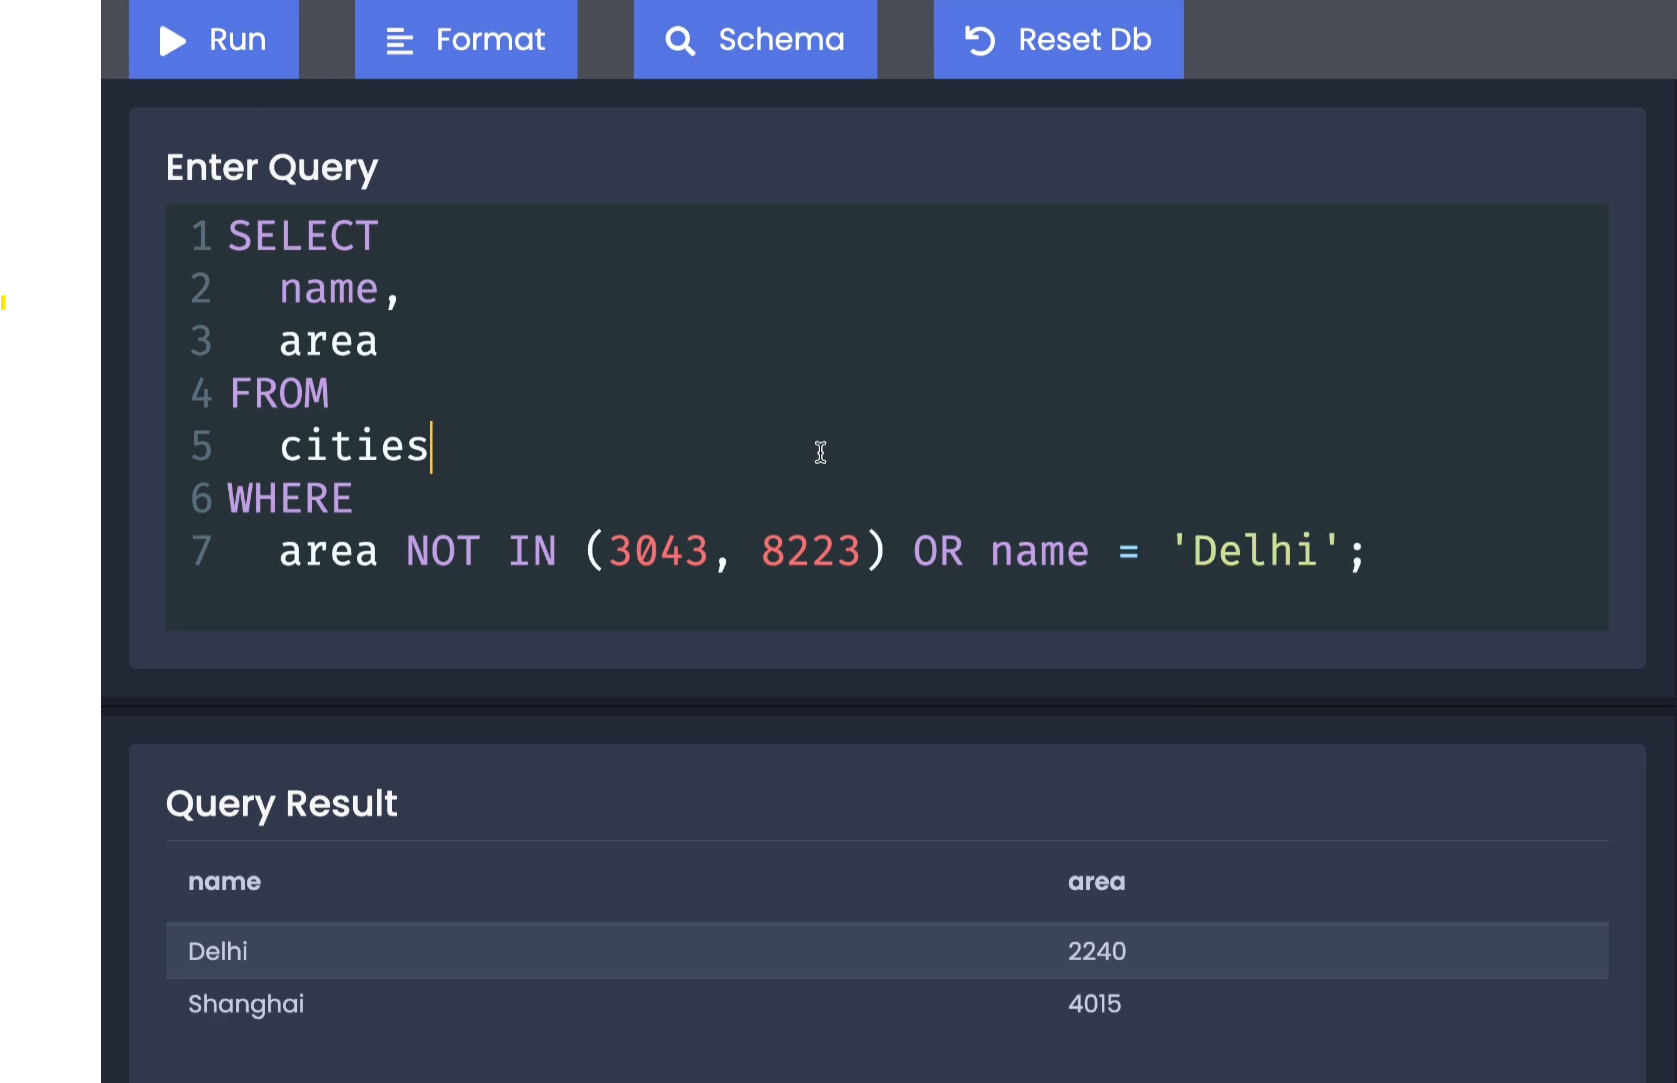 Run Format Schema Reset Db
Enter Query
1 SELECT
2 name,
3 area
4 FROM
5 cities
6 WHERE
7 area NOT IN (3043, 8223) OR name = 'Delhi';
Query Result
name area
Delhi 2240
Shanghai 4015